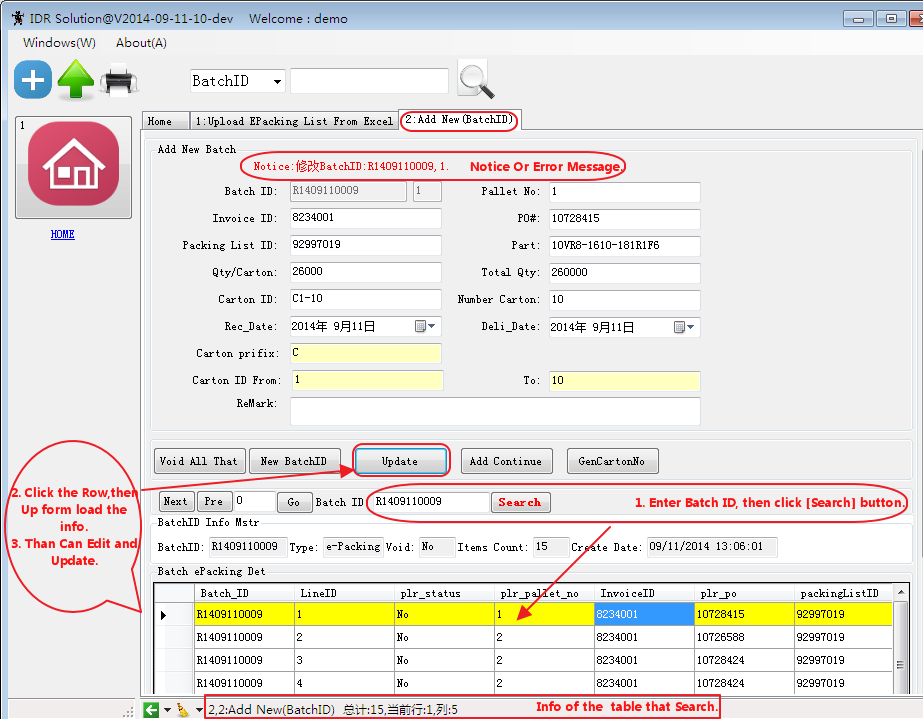 IDR Solution@V2014-09-11-10-dev Welcome : demo
Windows(W) About(A)
BatchID
1
HOME
Home 1:Upload EPacking List From Excel 2:Add New(BatchID)
Add New Batch
Notice:修改BatchID:R1409110009,1. Notice Or Error Message.
Batch ID: R1409110009 1 Pallet No: 1
Invoice ID: 8234001 PO#: 10728415
Packing List ID: 92997019 Part: 10VR8-1610-181R1F6
Qty/Carton: 26000 Total Qty: 260000
Carton ID: C1-10 Number Carton: 10
Rec_Date: 2014年 9月11日 Deli_Date: 2014年 9月11日
Carton prifix: C
Carton ID From: 1 To: 10
ReMark:
Void All That New BatchID Update Add Continue GenCartonNo
2. Click the Row,then
Up form load the
info.
3. Than Can Edit and
Update.
Next Pre 0 Go Batch ID R1409110009 Search 1. Enter Batch ID, then click [Search] button.
BatchID Info Mstr
BatchID: R1409110009 Type: e-Packing Void: No Items Count: 15 Create Date: 09/11/2014 13:06:01
Batch ePacking Det
Batch_ID LineID plr_status plr_pallet_no InvoiceID plr_po packingListID
R1409110009 1 No 1 8234001 10728415 92997019
R1409110009 2 No 2 8234001 10726588 92997019
R1409110009 3 No 2 8234001 10728424 92997019
R1409110009 4 No 2 8234001 10728424 92997019
2,2:Add New(BatchID) 总计:15,当前行:1,列:5 Info of the table that Search.